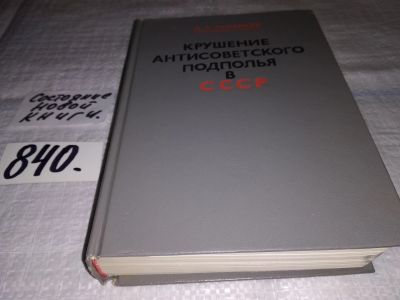 КРУШЕНИЕ
АНТИСОВЕТСКОГО
ПОДПОЛЬЯ
В
СССР
Состояние
новой
книги.
840.